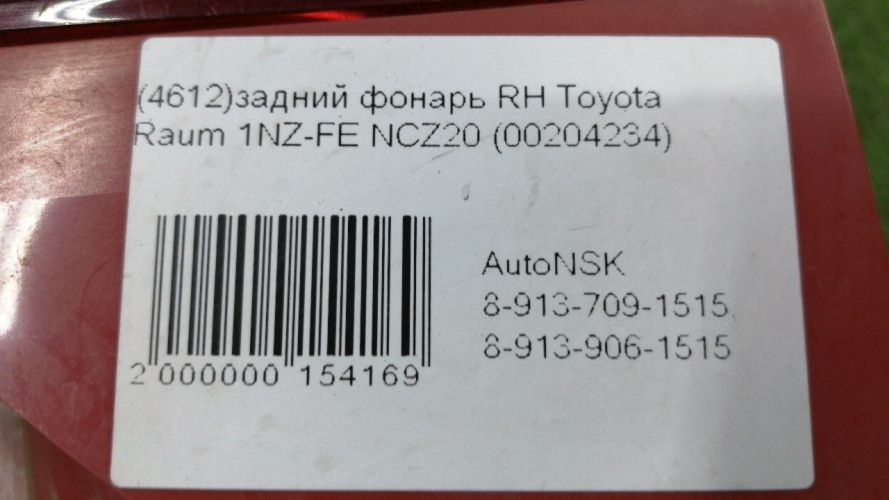 (4612)задний фонарь RH Toyota
Raum 1NZ-FE NCZ20 (00204234)
AutoNSK
8-913-709-1515,
8-913-906-1515
2 000000 154169